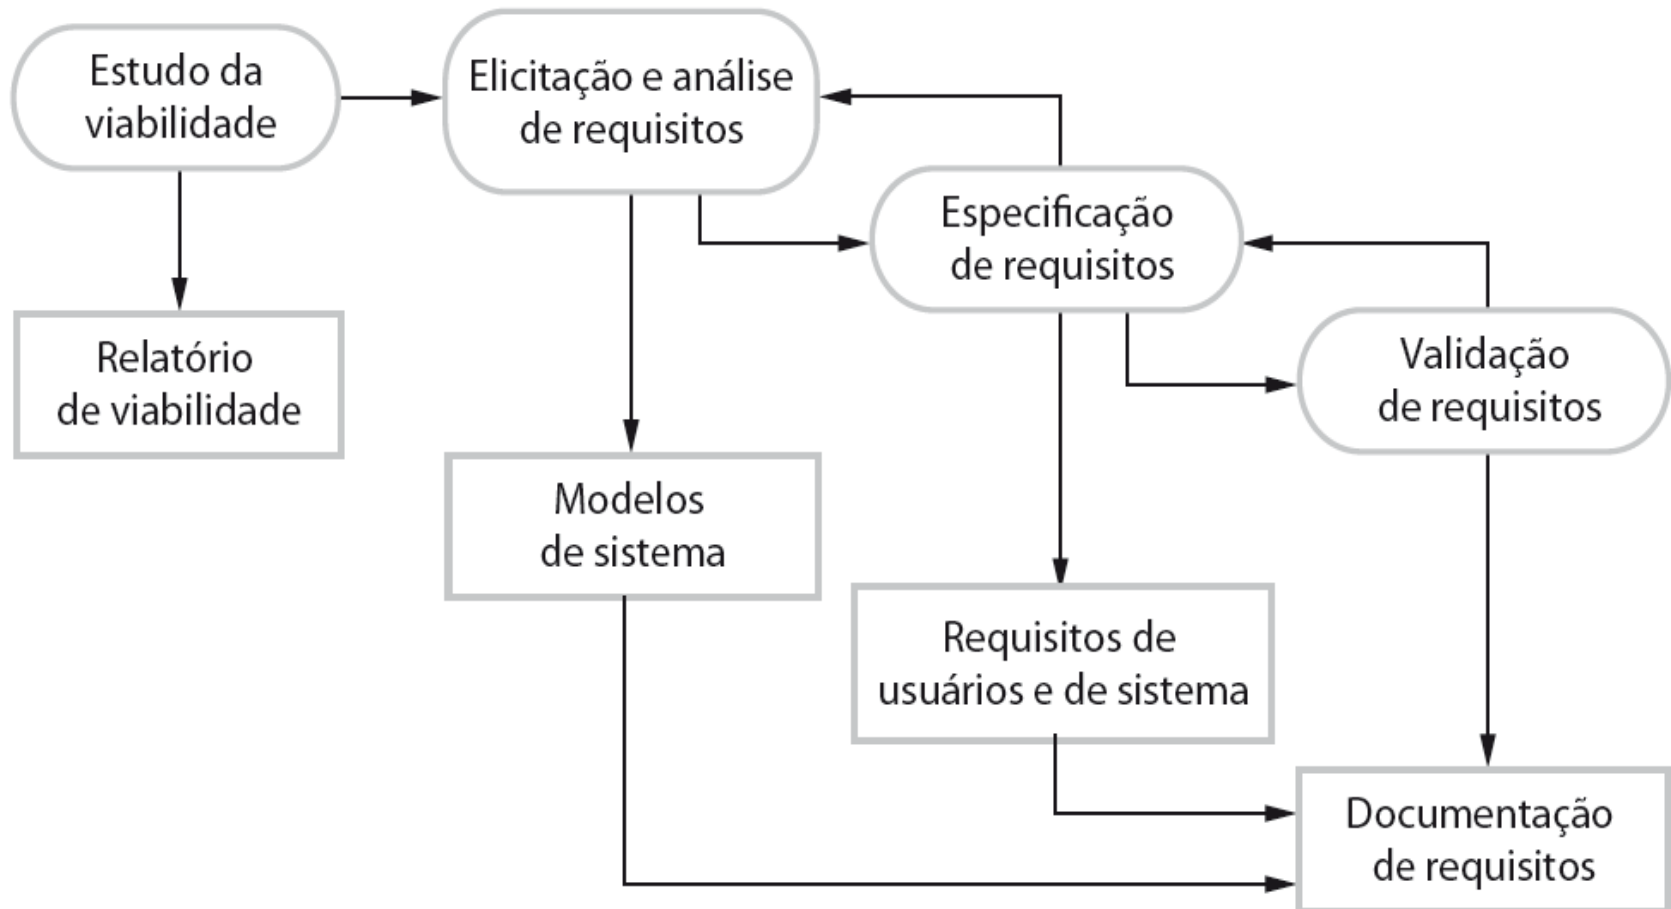 Estudo da
viabilidade
Elicitação e análise
de requisitos
Especificação
de requisitos
Validação
de requisitos
Relatório
de viabilidade
Modelos
de sistema
Requisitos de
usuários e de sistema
Documentação
de requisitos